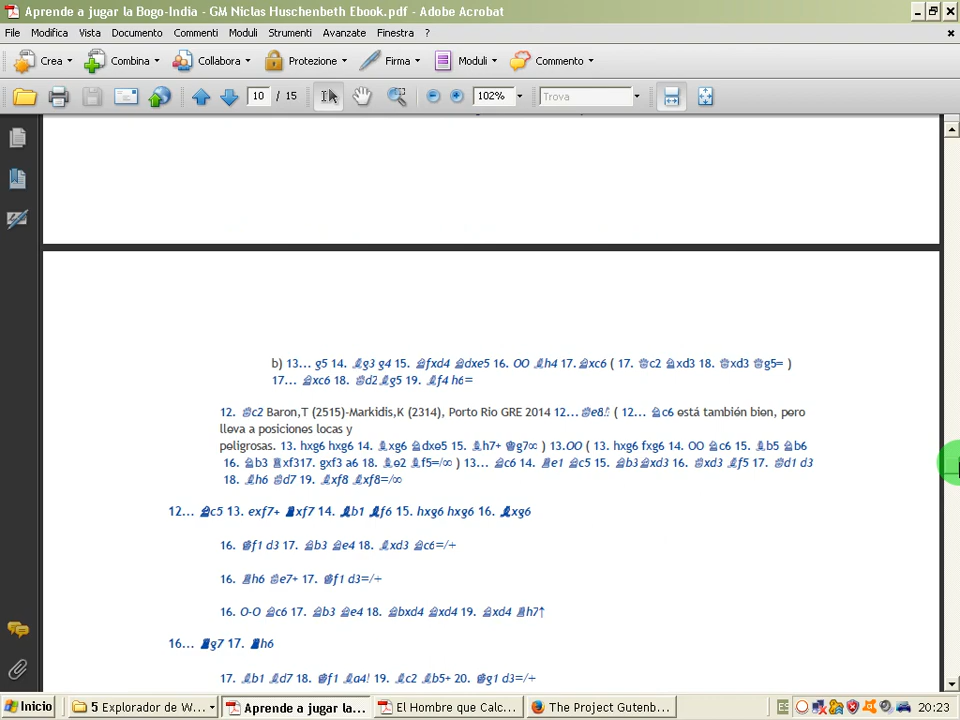 Aprende a jugar la Bogo-India - GM Niclas Huschenbeth Ebook.pdf - Adobe Acrobat
File Modifica Vista Documento Commenti Moduli Strumenti Avanzate Finestra ?
Crea Combina Collabora Protezione Firma Moduli Commento
10 / 15 102% Trova
b) 13... g5 14. ♗g3 g4 15. ♘fxd4 ♘dxe5 16. OO ♗h4 17.♘xc6 ( 17. ♕c2 ♘xd3 18. ♕xd3 ♕g5= )
17... ♘xc6 18. ♕d2♗g5 19. ♗f4 h6=
12. ♕c2 Baron,T (2515)-Markidis,K (2314), Porto Rio GRE 2014 12...♕e8!? ( 12... ♘c6 está también bien, pero
lleva a posiciones locas y
peligrosas. 13. hxg6 hxg6 14. ♗xg6 ♘dxe5 15. ♗h7+ ♔g7∞ ) 13.OO ( 13. hxg6 fxg6 14. OO ♘c6 15. ♗b5 ♘b6
16. ♘b3 ♖xf317. gxf3 a6 18. ♗e2 ♗f5=/∞ ) 13... ♘c6 14. ♖e1 ♘c5 15. ♘b3♘xd3 16. ♕xd3 ♗f5 17. ♕d1 d3
18. ♗h6 ♕d7 19. ♗xf8 ♗xf8=/∞
12... ♞c5 13. exf7+ ♜xf7 14. ♝b1 ♝f6 15. hxg6 hxg6 16. ♝xg6
16. ♔f1 d3 17. ♘b3 ♘e4 18. ♗xd3 ♘c6=/+
16. ♖h6 ♕e7+ 17. ♔f1 d3=/+
16. O-O ♘c6 17. ♘b3 ♘e4 18. ♘bxd4 ♘xd4 19. ♘xd4 ♖h7↑
16... ♜g7 17. ♜h6
17. ♗b1 ♗d7 18. ♔f1 ♗a4! 19. ♗c2 ♗b5+ 20. ♔g1 d3=/+
Inicio 5 Explorador de W... Aprende a jugar la... El Hombre que Calc... The Project Gutenb... ES 20:23